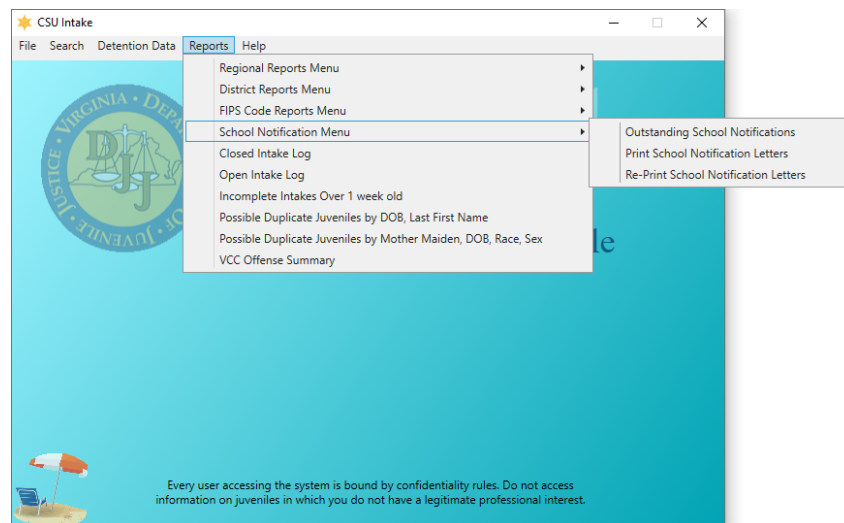 CSU Intake
File Search Detention Data Reports Help
Regional Reports Menu
District Reports Menu
FIPS Code Reports Menu
School Notification Menu
Closed Intake Log
Open Intake Log
Incomplete Intakes Over 1 week old
Possible Duplicate Juveniles by DOB, Last First Name
Possible Duplicate Juveniles by Mother Maiden, DOB, Race, Sex
VCC Offense Summary
Outstanding School Notifications
Print School Notification Letters
Re-Print School Notification Letters
VIRGINIA • DEPA
JUSTICE • OF JUVENILE
DJJ
le
Every user accessing the system is bound by confidentiality rules. Do not access
information on juveniles in which you do not have a legitimate professional interest.